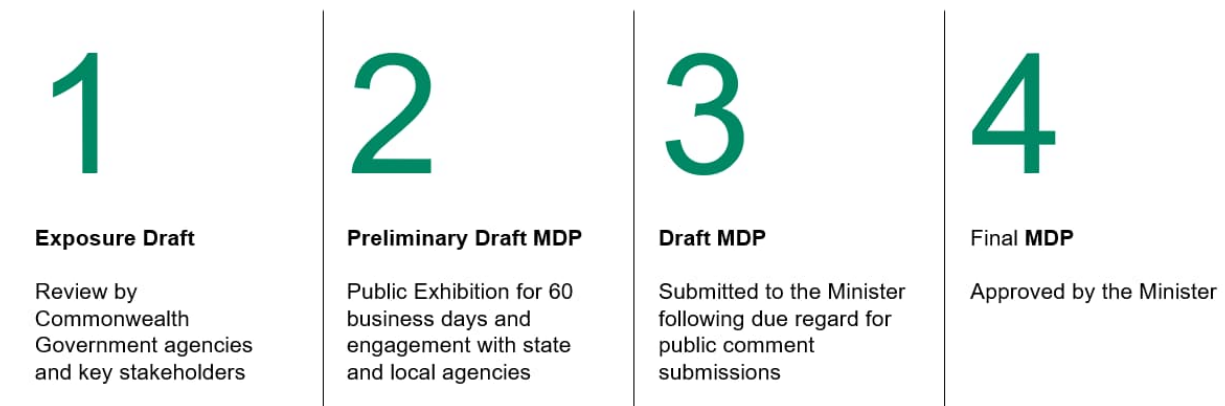 1
Exposure Draft
Review by
Commonwealth
Government agencies
and key stakeholders
2
Preliminary Draft MDP
Public Exhibition for 60
business days and
engagement with state
and local agencies
3
Draft MDP
Submitted to the Minister
following due regard for
public comment
submissions
4
Final MDP
Approved by the Minister